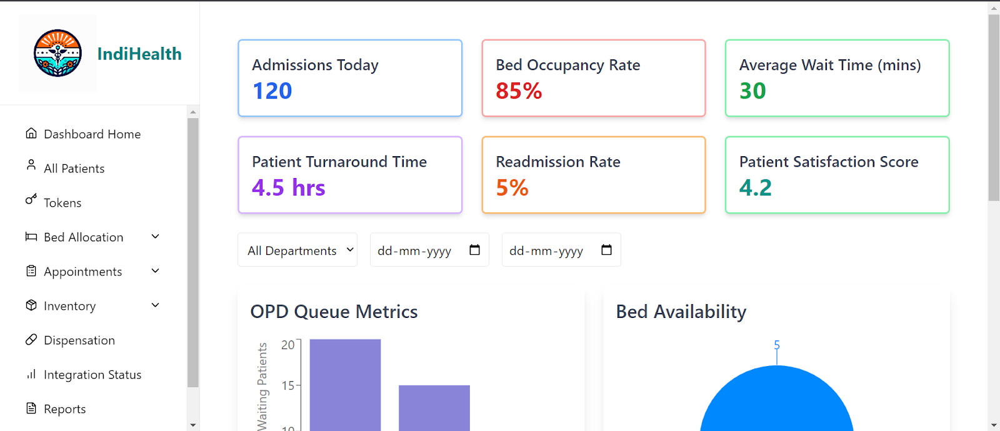 IndiHealth
Dashboard Home
All Patients
Tokens
Bed Allocation
Appointments
Inventory
Dispensation
Integration Status
Reports
Admissions Today
120
Bed Occupancy Rate
85%
Average Wait Time (mins)
30
Patient Turnaround Time
4.5 hrs
Readmission Rate
5%
Patient Satisfaction Score
4.2
All Departments
dd-mm-yyyy
dd-mm-yyyy
OPD Queue Metrics
Waiting Patients
20
15
10
Bed Availability
5